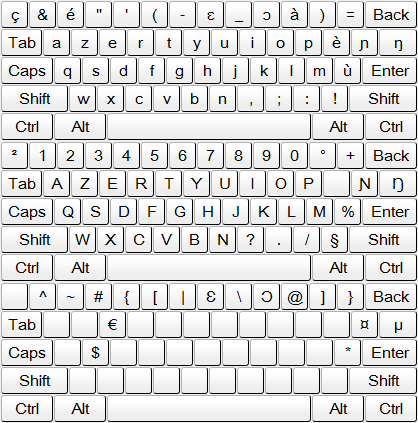 ç & é " ' ( - ɛ _ ɔ à ) = Back
Tab a z e r t y u i o p è ɲ ŋ
Caps q s d f g h j k l m ù Enter
Shift w x c v b n , ; : ! Shift
Ctrl Alt Alt Ctrl
² 1 2 3 4 5 6 7 8 9 0 ° + Back
Tab A Z E R T Y U I O P Ɲ Ŋ
Caps Q S D F G H J K L M % Enter
Shift W X C V B N ? . / § Shift
Ctrl Alt Alt Ctrl
^ ~ # { [ | Ɛ \ Ɔ @ ] } Back
Tab € ¤ µ
Caps $ * Enter
Shift Shift
Ctrl Alt Alt Ctrl